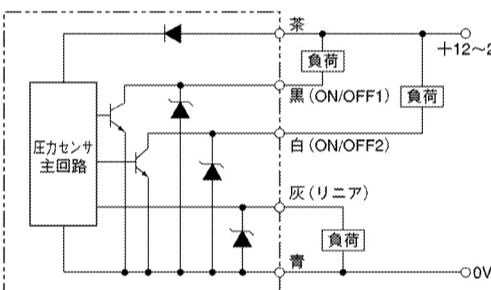 茶
負荷
+12〜2
黒(ON/OFF1)
負荷
圧力センサ
主回路
白(ON/OFF2)
灰(リニア)
負荷
青
0V